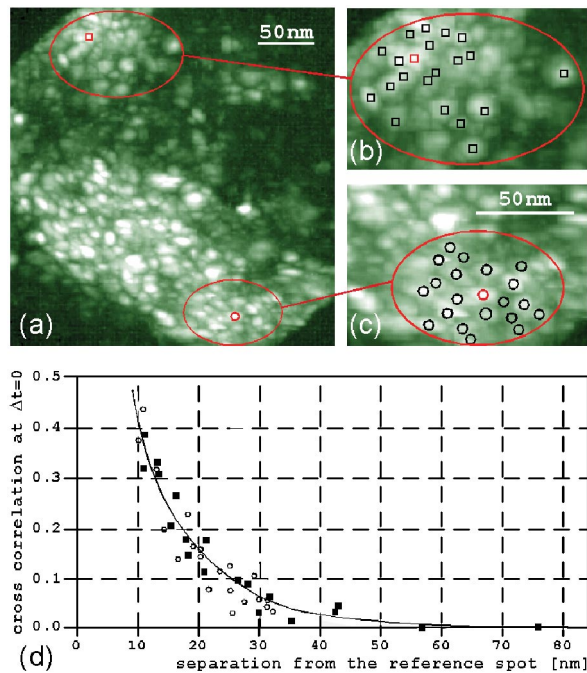 50nm
(a)
(b)
50nm
(c)
cross correlation at Δt=0
0.5
0.4
0.3
0.2
0.1
0.0
0 10 20 30 40 50 60 70 80
separation from the reference spot [nm]
(d)